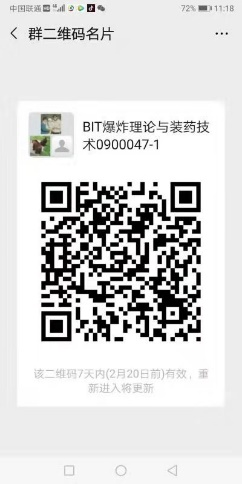 中国联通
72%
11:18
群二维码名片
BIT爆炸理论与装药技
术0900047-1
该二维码7天内(2月20日前)有效，重
新进入将更新